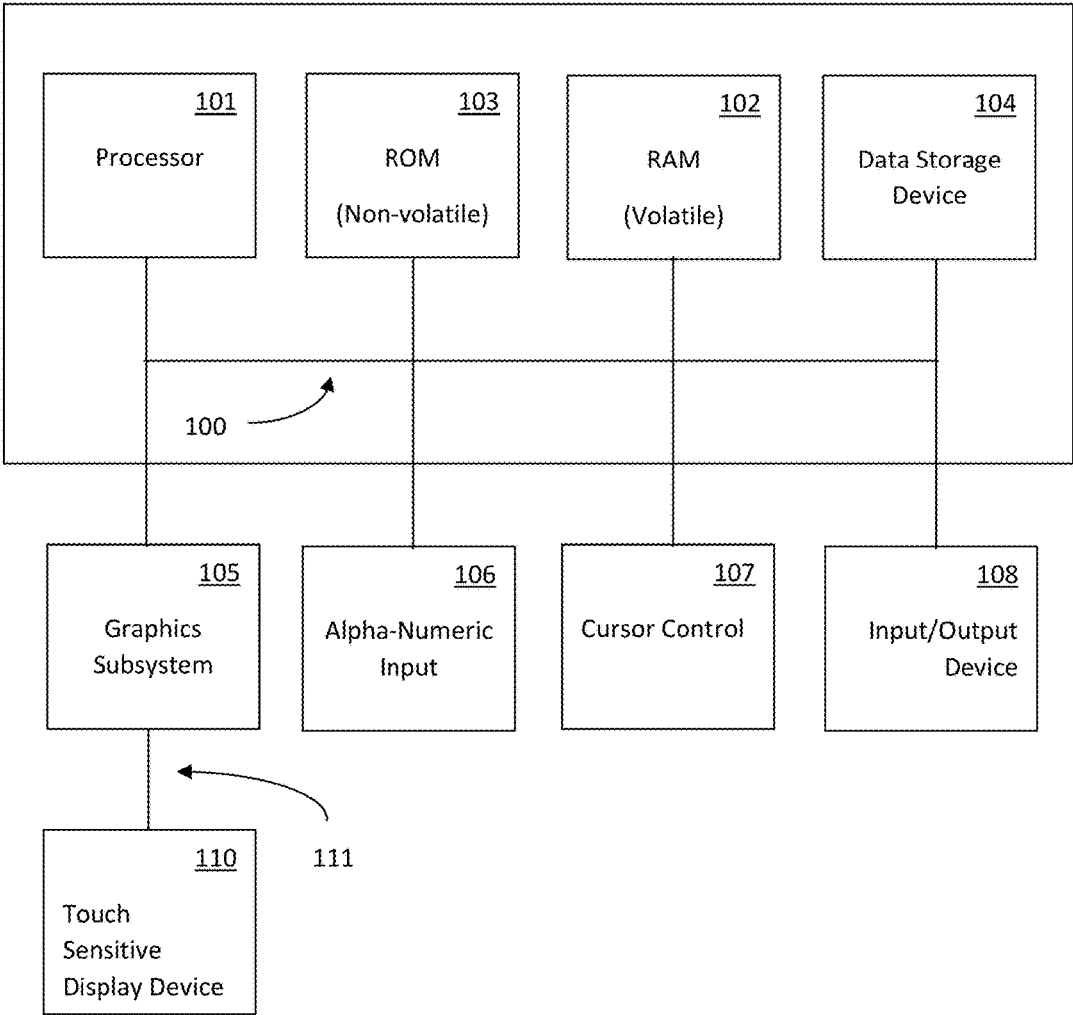 101
Processor
103
ROM
(Non-volatile)
102
RAM
(Volatile)
104
Data Storage
Device
100
105
Graphics
Subsystem
106
Alpha-Numeric
Input
107
Cursor Control
108
Input/Output
Device
111
110
Touch
Sensitive
Display Device